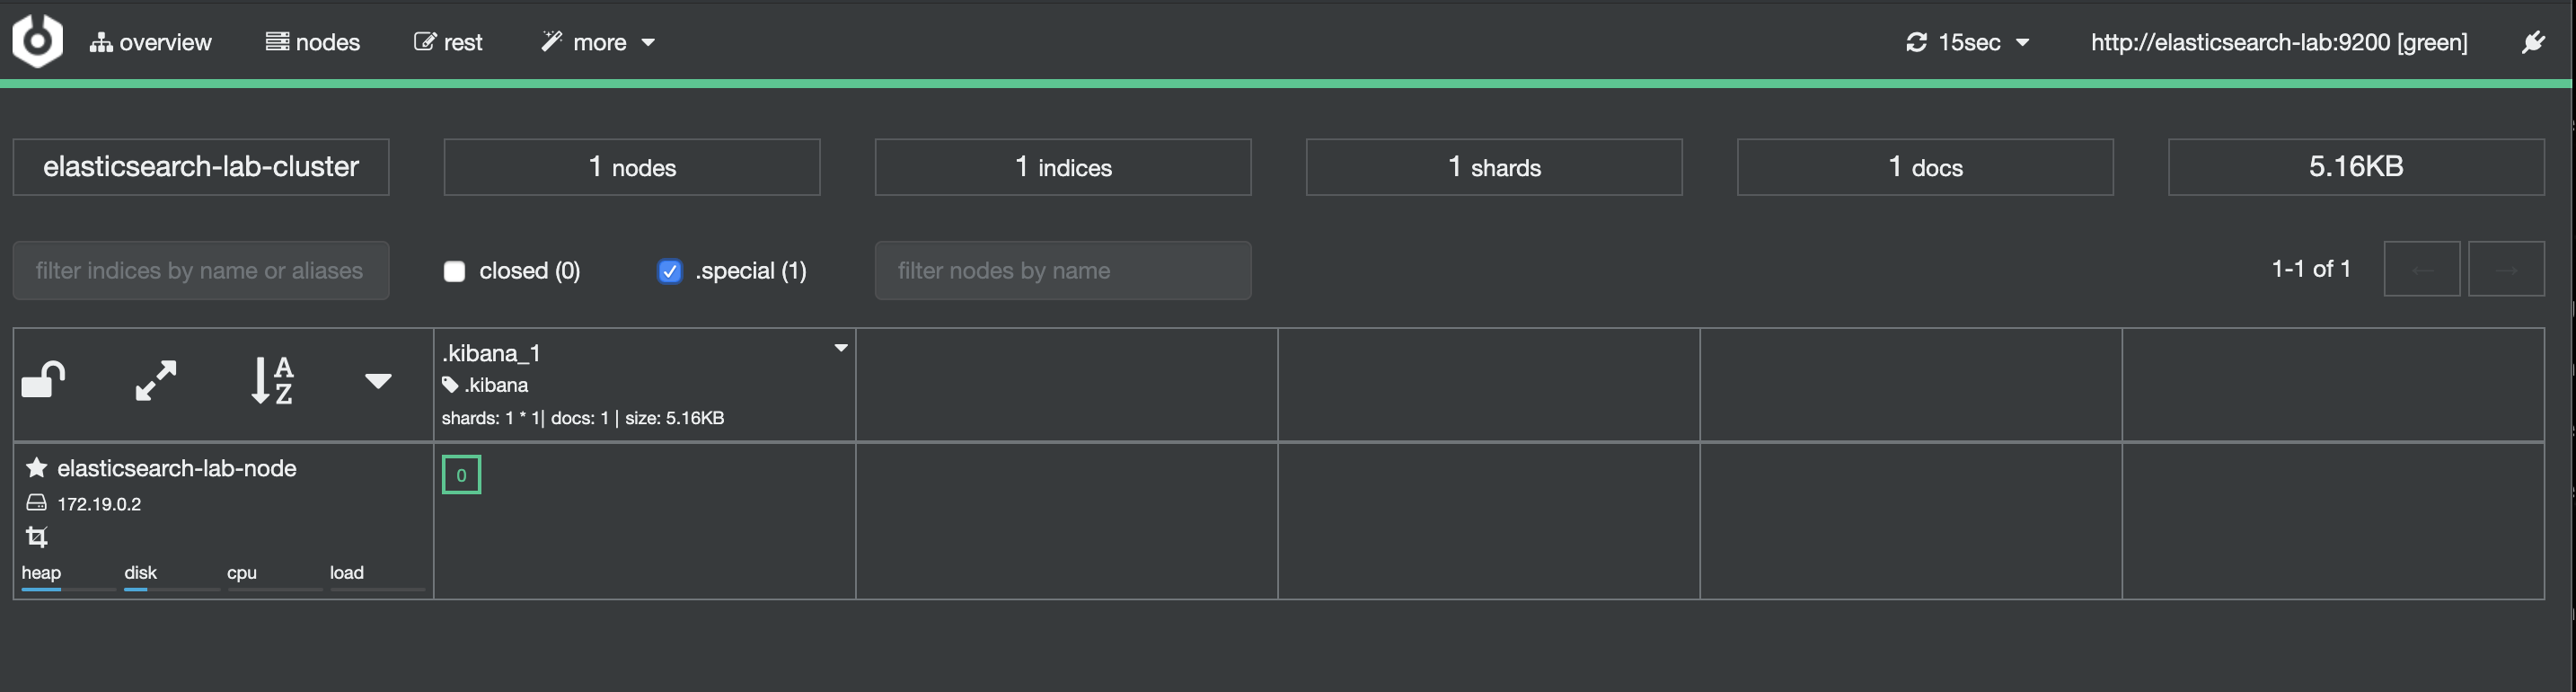 overview nodes rest more 15sec http://elasticsearch-lab:9200 [green]
elasticsearch-lab-cluster 1 nodes 1 indices 1 shards 1 docs 5.16KB
filter indices by name or aliases closed (0) .special (1) filter nodes by name 1-1 of 1 ← →
A
Z
.kibana_1
.kibana
shards: 1 * 1| docs: 1 | size: 5.16KB
elasticsearch-lab-node 0
172.19.0.2
heap disk cpu load